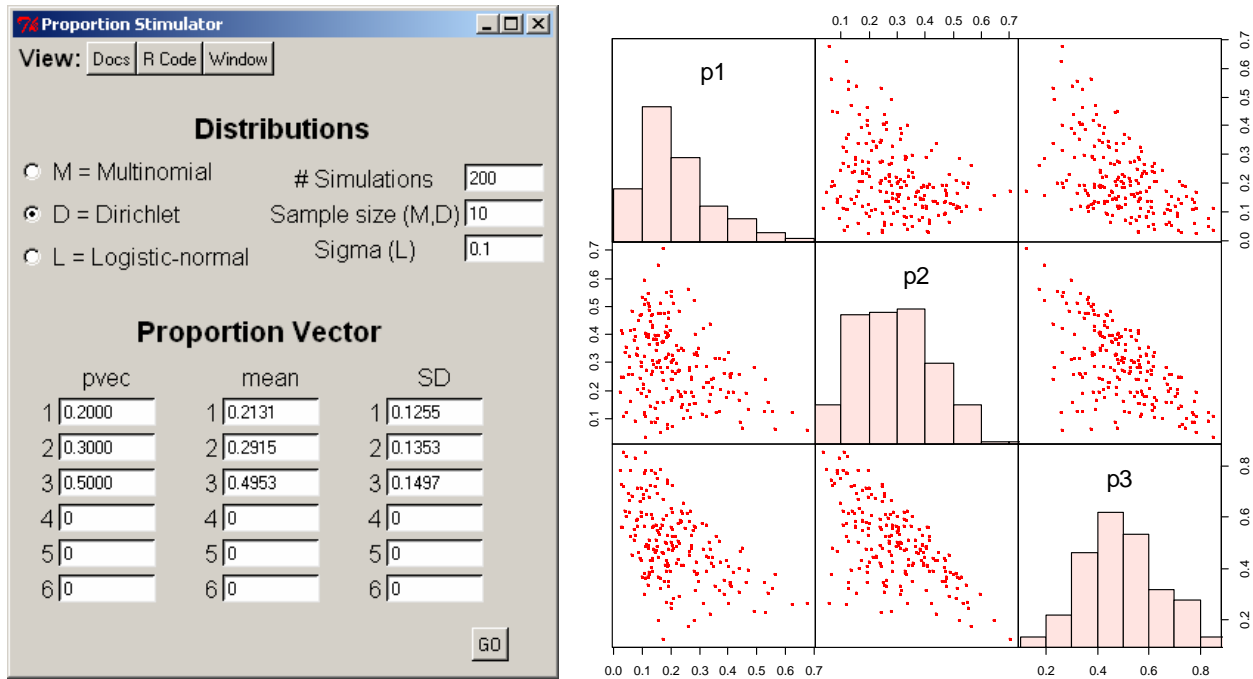 Proportion Stimulator
View: Docs R Code Window
Distributions
M = Multinomial
D = Dirichlet
L = Logistic-normal
# Simulations 200
Sample size (M,D) 10
Sigma (L) 0.1
Proportion Vector
pvec mean SD
1 0.2000 1 0.2131 1 0.1255
2 0.3000 2 0.2915 2 0.1353
3 0.5000 3 0.4953 3 0.1497
4 0 4 0 4 0
5 0 5 0 5 0
6 0 6 0 6 0
GO
0.1 0.2 0.3 0.4 0.5 0.6 0.7
p1
0.0 0.1 0.2 0.3 0.4 0.5 0.6 0.7
p2
0.1 0.2 0.3 0.4 0.5 0.6 0.7
p3
0.2 0.4 0.6 0.8
0.0 0.1 0.2 0.3 0.4 0.5 0.6 0.7
0.2 0.4 0.6 0.8